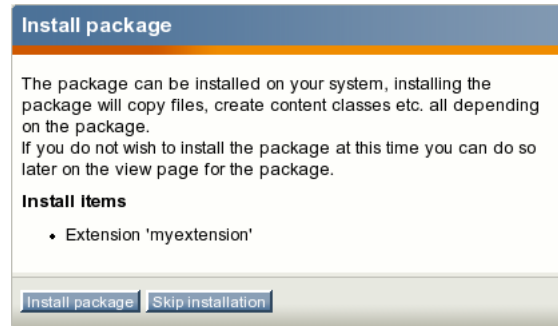 Install package
The package can be installed on your system, installing the
package will copy files, create content classes etc. all depending
on the package.
If you do not wish to install the package at this time you can do so
later on the view page for the package.
Install items
• Extension 'myextension'
Install package Skip installation